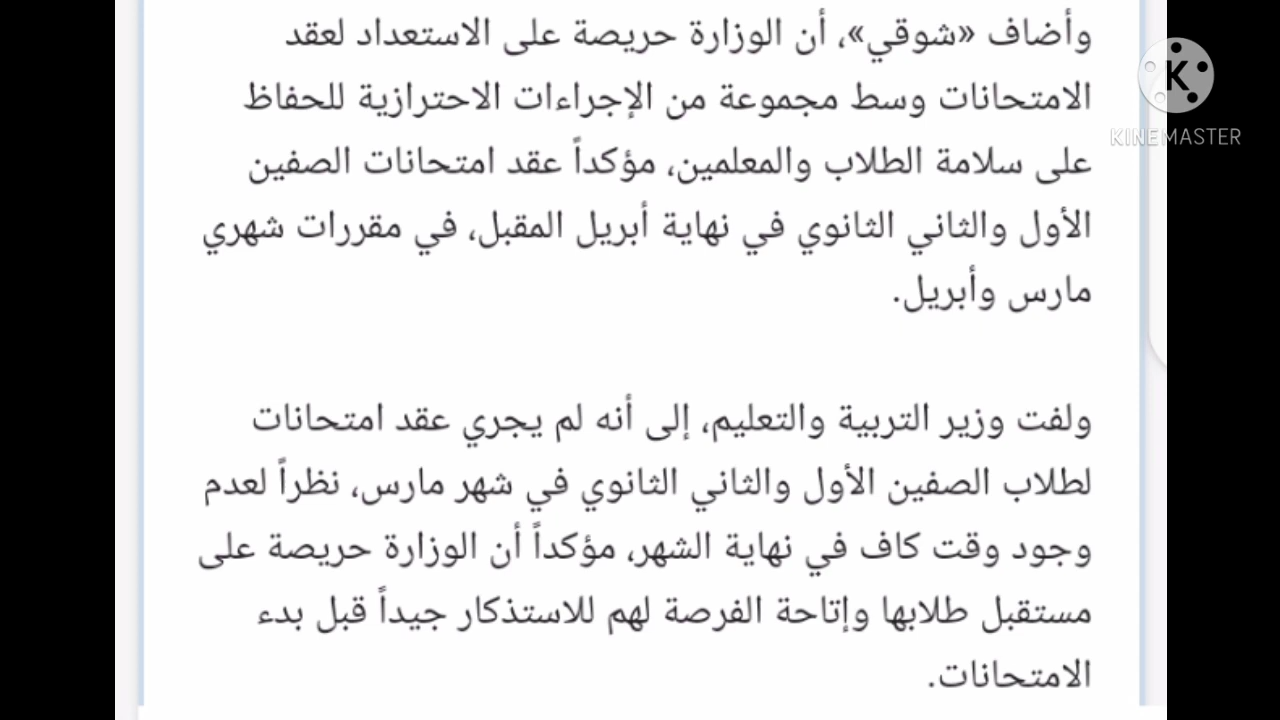 وأضاف «شوقي»، أن الوزارة حريصة على الاستعداد لعقد
الامتحانات وسط مجموعة من الإجراءات الاحترازية للحفاظ
على سلامة الطلاب والمعلمين، مؤكداً عقد امتحانات الصفين
الأول والثاني الثانوي في نهاية أبريل المقبل، في مقررات شهري
مارس وأبريل.
ولفت وزير التربية والتعليم، إلى أنه لم يجري عقد امتحانات
لطلاب الصفين الأول والثاني الثانوي في شهر مارس، نظراً لعدم
وجود وقت كاف في نهاية الشهر، مؤكداً أن الوزارة حريصة على
مستقبل طلابها وإتاحة الفرصة لهم للاستذكار جيداً قبل بدء
الامتحانات.
K
KINEMASTER